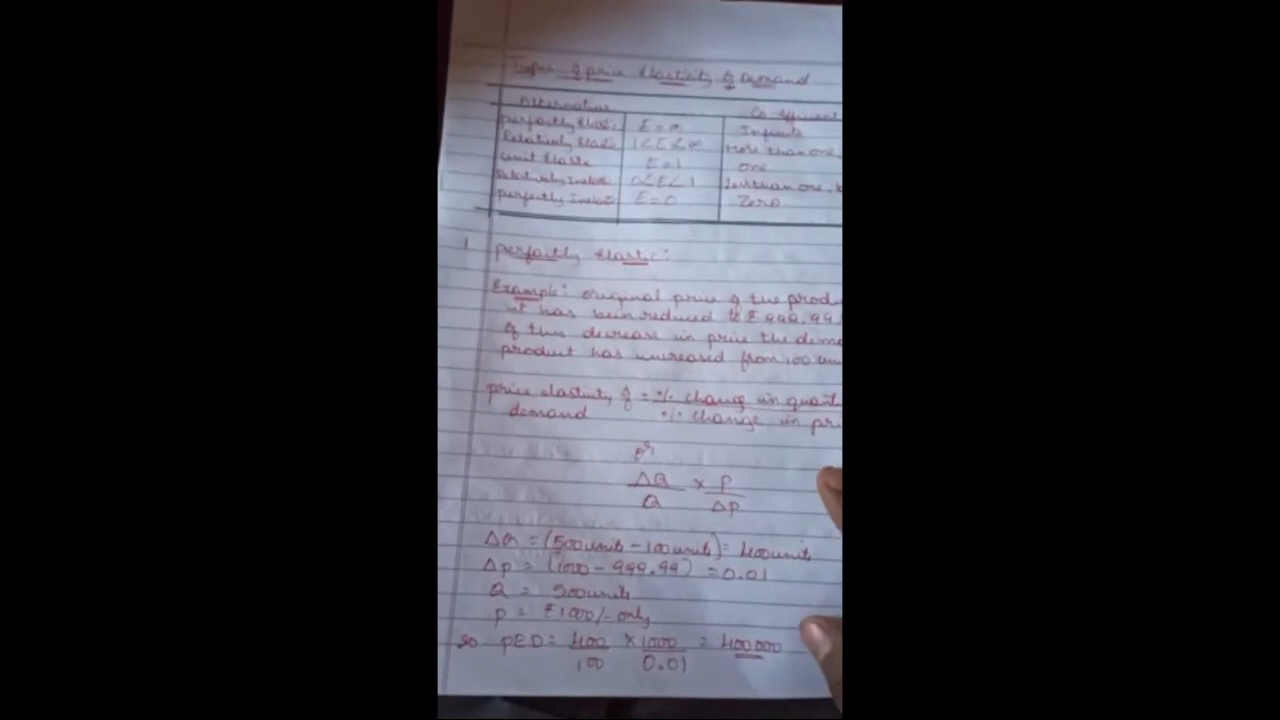 Types of price elasticity of Demand
Alternative Co-efficient
perfectly Elastic E = ∞ Infinite
Relatively Elastic 1<E<∞ More than one,
Unit Elastic E=1 one
Relatively Inelastic 0<E<1 Less than one,
perfectly Inelastic E=0 Zero
1 perfectly Elastic:
Example: original price of the produ
it has been reduced to ₹ 999.99
of this decrease in price the dema
product has increased from 100 un
price elasticity of = % change in quant
demand % change in pri
or
ΔQ × P
Q ΔP
ΔQ = (500 units - 100 units) = 400 units
ΔP = (1000 - 999.99) = 0.01
Q = 500 units
P = ₹1000/- only
so PED = 400 × 1000 = 400000
100 0.01